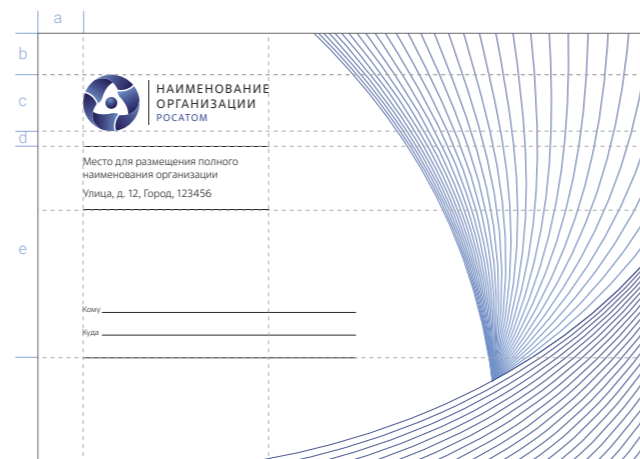 a
b
c
d
e
НАИМЕНОВАНИЕ
ОРГАНИЗАЦИИ
РОСАТОМ
Место для размещения полного
наименования организации
Улица, д. 12, Город, 123456
Кому
Куда